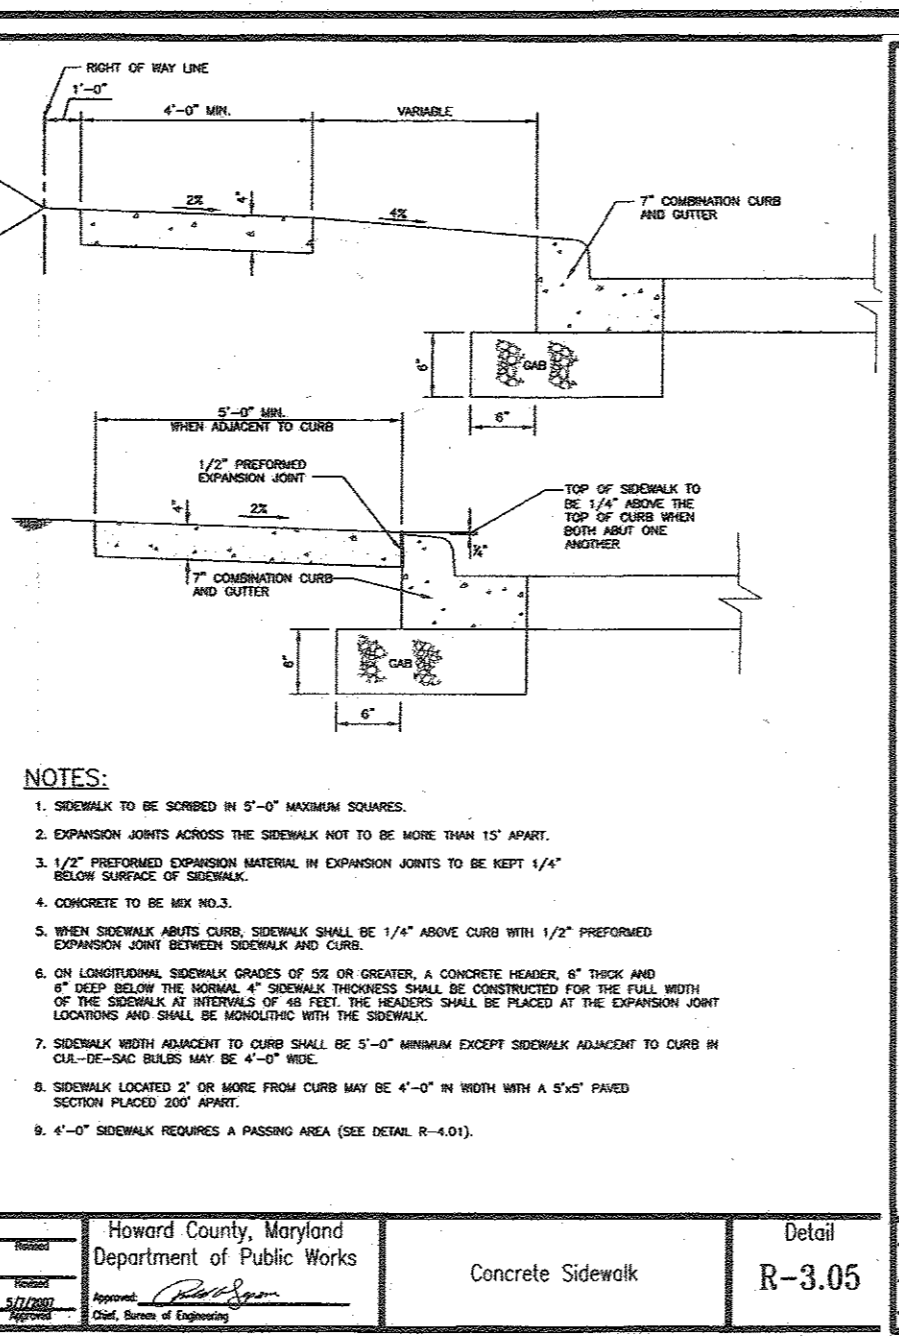 RIGHT OF WAY LINE
1'-0"
4'-0" MIN.
VARIABLE
2%
4"
4%
7" COMBINATION CURB
AND GUTTER
6"
GAB
6"
5'-0" MIN.
WHEN ADJACENT TO CURB
1/2" PREFORMED
EXPANSION JOINT
4"
2%
TOP OF SIDEWALK TO
BE 1/4" ABOVE THE
TOP OF CURB WHEN
BOTH ABUT ONE
ANOTHER
1/4"
7" COMBINATION CURB
AND GUTTER
6"
GAB
6"
NOTES:
1. SIDEWALK TO BE SCRIBED IN 5'-0" MAXIMUM SQUARES.
2. EXPANSION JOINTS ACROSS THE SIDEWALK NOT TO BE MORE THAN 15' APART.
3. 1/2" PREFORMED EXPANSION MATERIAL IN EXPANSION JOINTS TO BE KEPT 1/4"
BELOW SURFACE OF SIDEWALK.
4. CONCRETE TO BE MIX NO.3.
5. WHEN SIDEWALK ABUTS CURB, SIDEWALK SHALL BE 1/4" ABOVE CURB WITH 1/2" PREFORMED
EXPANSION JOINT BETWEEN SIDEWALK AND CURB.
6. ON LONGITUDINAL SIDEWALK GRADES OF 5% OR GREATER, A CONCRETE HEADER, 6" THICK AND
6" DEEP BELOW THE NORMAL 4" SIDEWALK THICKNESS SHALL BE CONSTRUCTED FOR THE FULL WIDTH
OF THE SIDEWALK AT INTERVALS OF 48 FEET. THE HEADERS SHALL BE PLACED AT THE EXPANSION JOINT
LOCATIONS AND SHALL BE MONOLITHIC WITH THE SIDEWALK.
7. SIDEWALK WIDTH ADJACENT TO CURB SHALL BE 5'-0" MINIMUM EXCEPT SIDEWALK ADJACENT TO CURB IN
CUL-DE-SAC BULBS MAY BE 4'-0" WIDE.
8. SIDEWALK LOCATED 2' OR MORE FROM CURB MAY BE 4'-0" IN WIDTH WITH A 5'x5' PAVED
SECTION PLACED 200' APART.
9. 4'-0" SIDEWALK REQUIRES A PASSING AREA (SEE DETAIL R-4.01).
Revised
Revised
5/7/2007
Approved
Howard County, Maryland
Department of Public Works
Approved:
Chief, Bureau of Engineering
Concrete Sidewalk
Detail
R-3.05